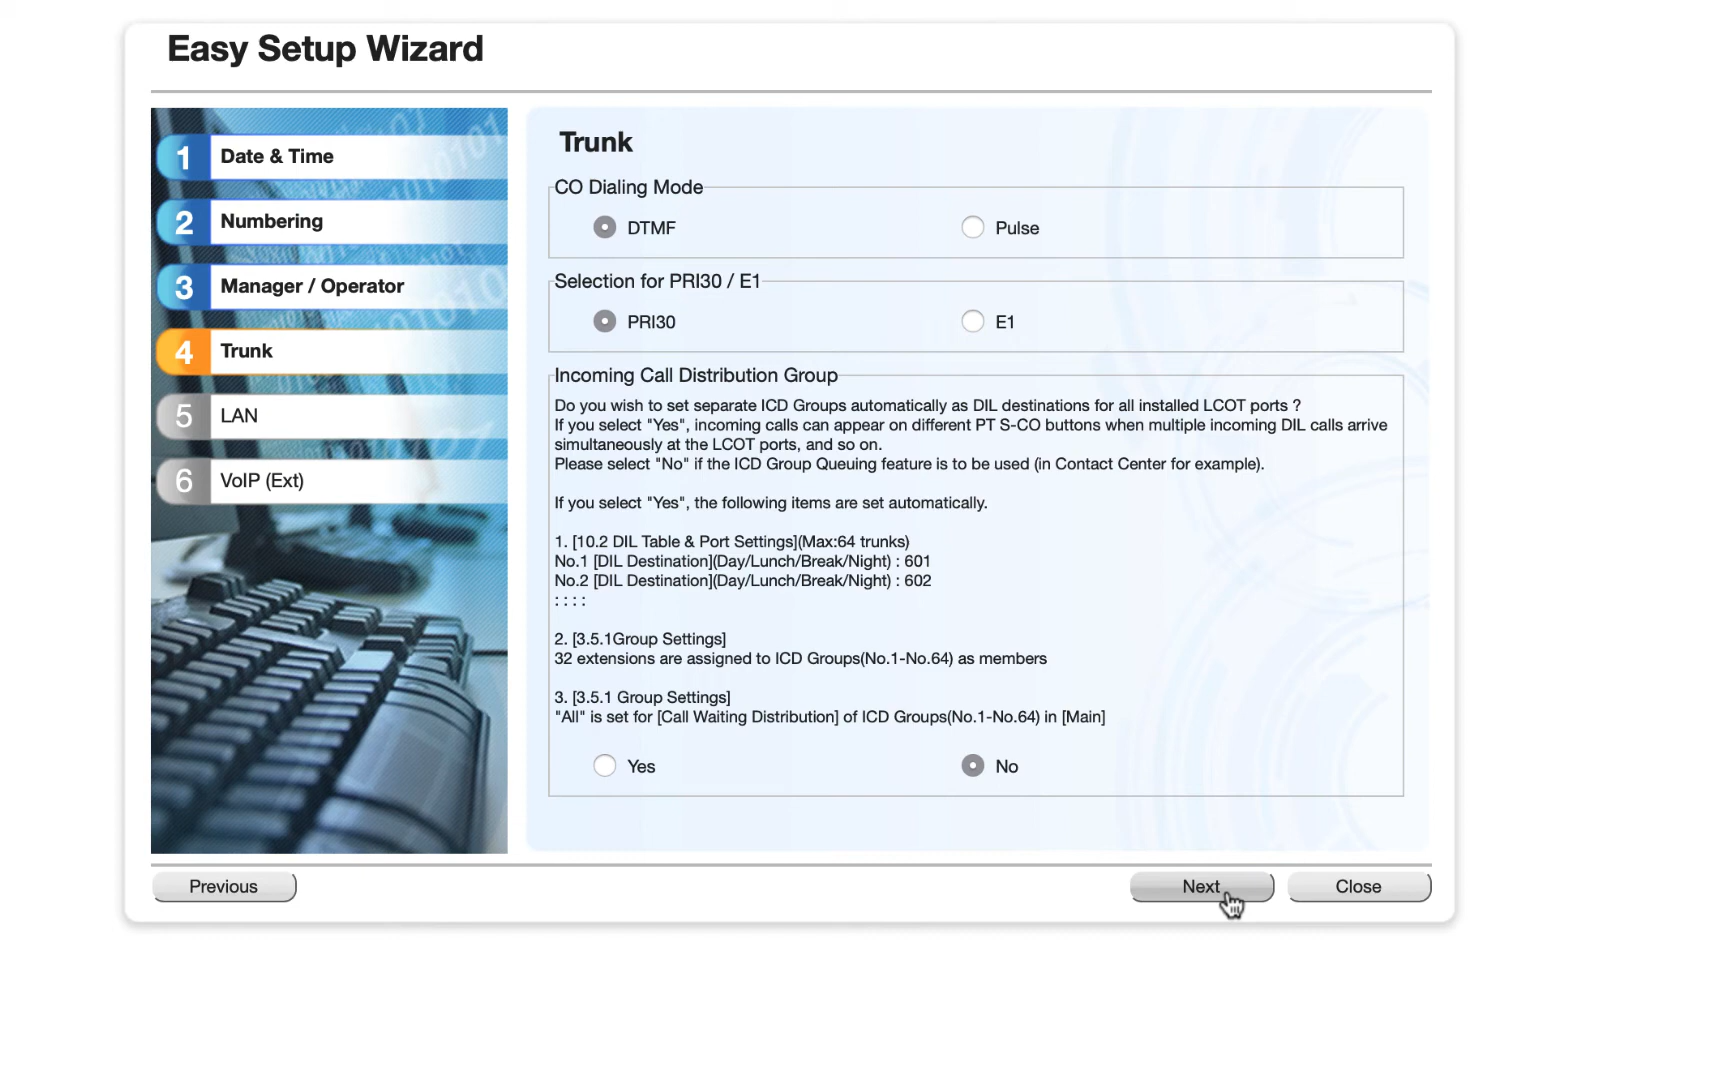 Easy Setup Wizard
1 Date & Time
2 Numbering
3 Manager / Operator
4 Trunk
5 LAN
6 VoIP (Ext)
Trunk
CO Dialing Mode
DTMF Pulse
Selection for PRI30 / E1
PRI30 E1
Incoming Call Distribution Group
Do you wish to set separate ICD Groups automatically as DIL destinations for all installed LCOT ports ?
If you select "Yes", incoming calls can appear on different PT S-CO buttons when multiple incoming DIL calls arrive
simultaneously at the LCOT ports, and so on.
Please select "No" if the ICD Group Queuing feature is to be used (in Contact Center for example).
If you select "Yes", the following items are set automatically.
1. [10.2 DIL Table & Port Settings](Max:64 trunks)
No.1 [DIL Destination](Day/Lunch/Break/Night) : 601
No.2 [DIL Destination](Day/Lunch/Break/Night) : 602
: : : :
2. [3.5.1Group Settings]
32 extensions are assigned to ICD Groups(No.1-No.64) as members
3. [3.5.1 Group Settings]
"All" is set for [Call Waiting Distribution] of ICD Groups(No.1-No.64) in [Main]
Yes No
Previous Next Close